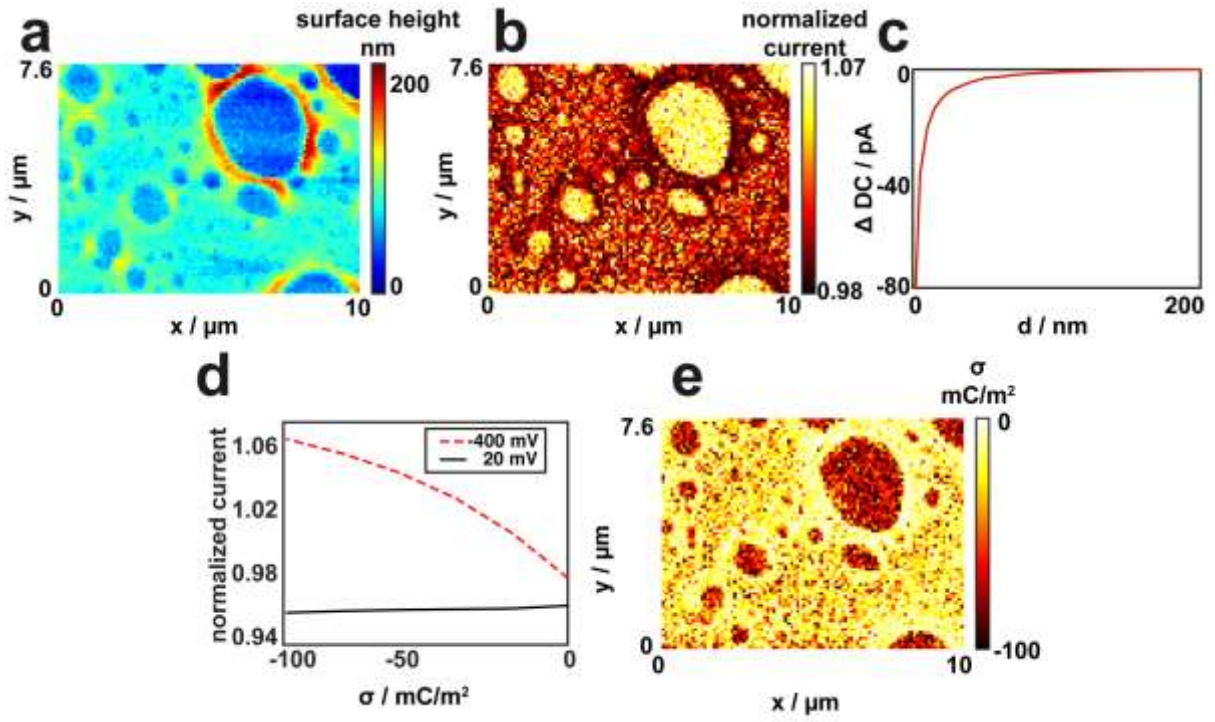 a
surface height
nm
7.6
200
y / µm
0
0
0
10
x / µm
b
normalized
current
7.6
1.07
y / µm
0
0.98
0
10
x / µm
c
0
Δ DC / pA
-40
-80
0
200
d / nm
d
normalized current
1.06
1.02
0.98
0.94
-400 mV
20 mV
-100
-50
0
σ / mC/m²
e
σ
mC/m²
7.6
0
y / µm
0
-100
0
10
x / µm